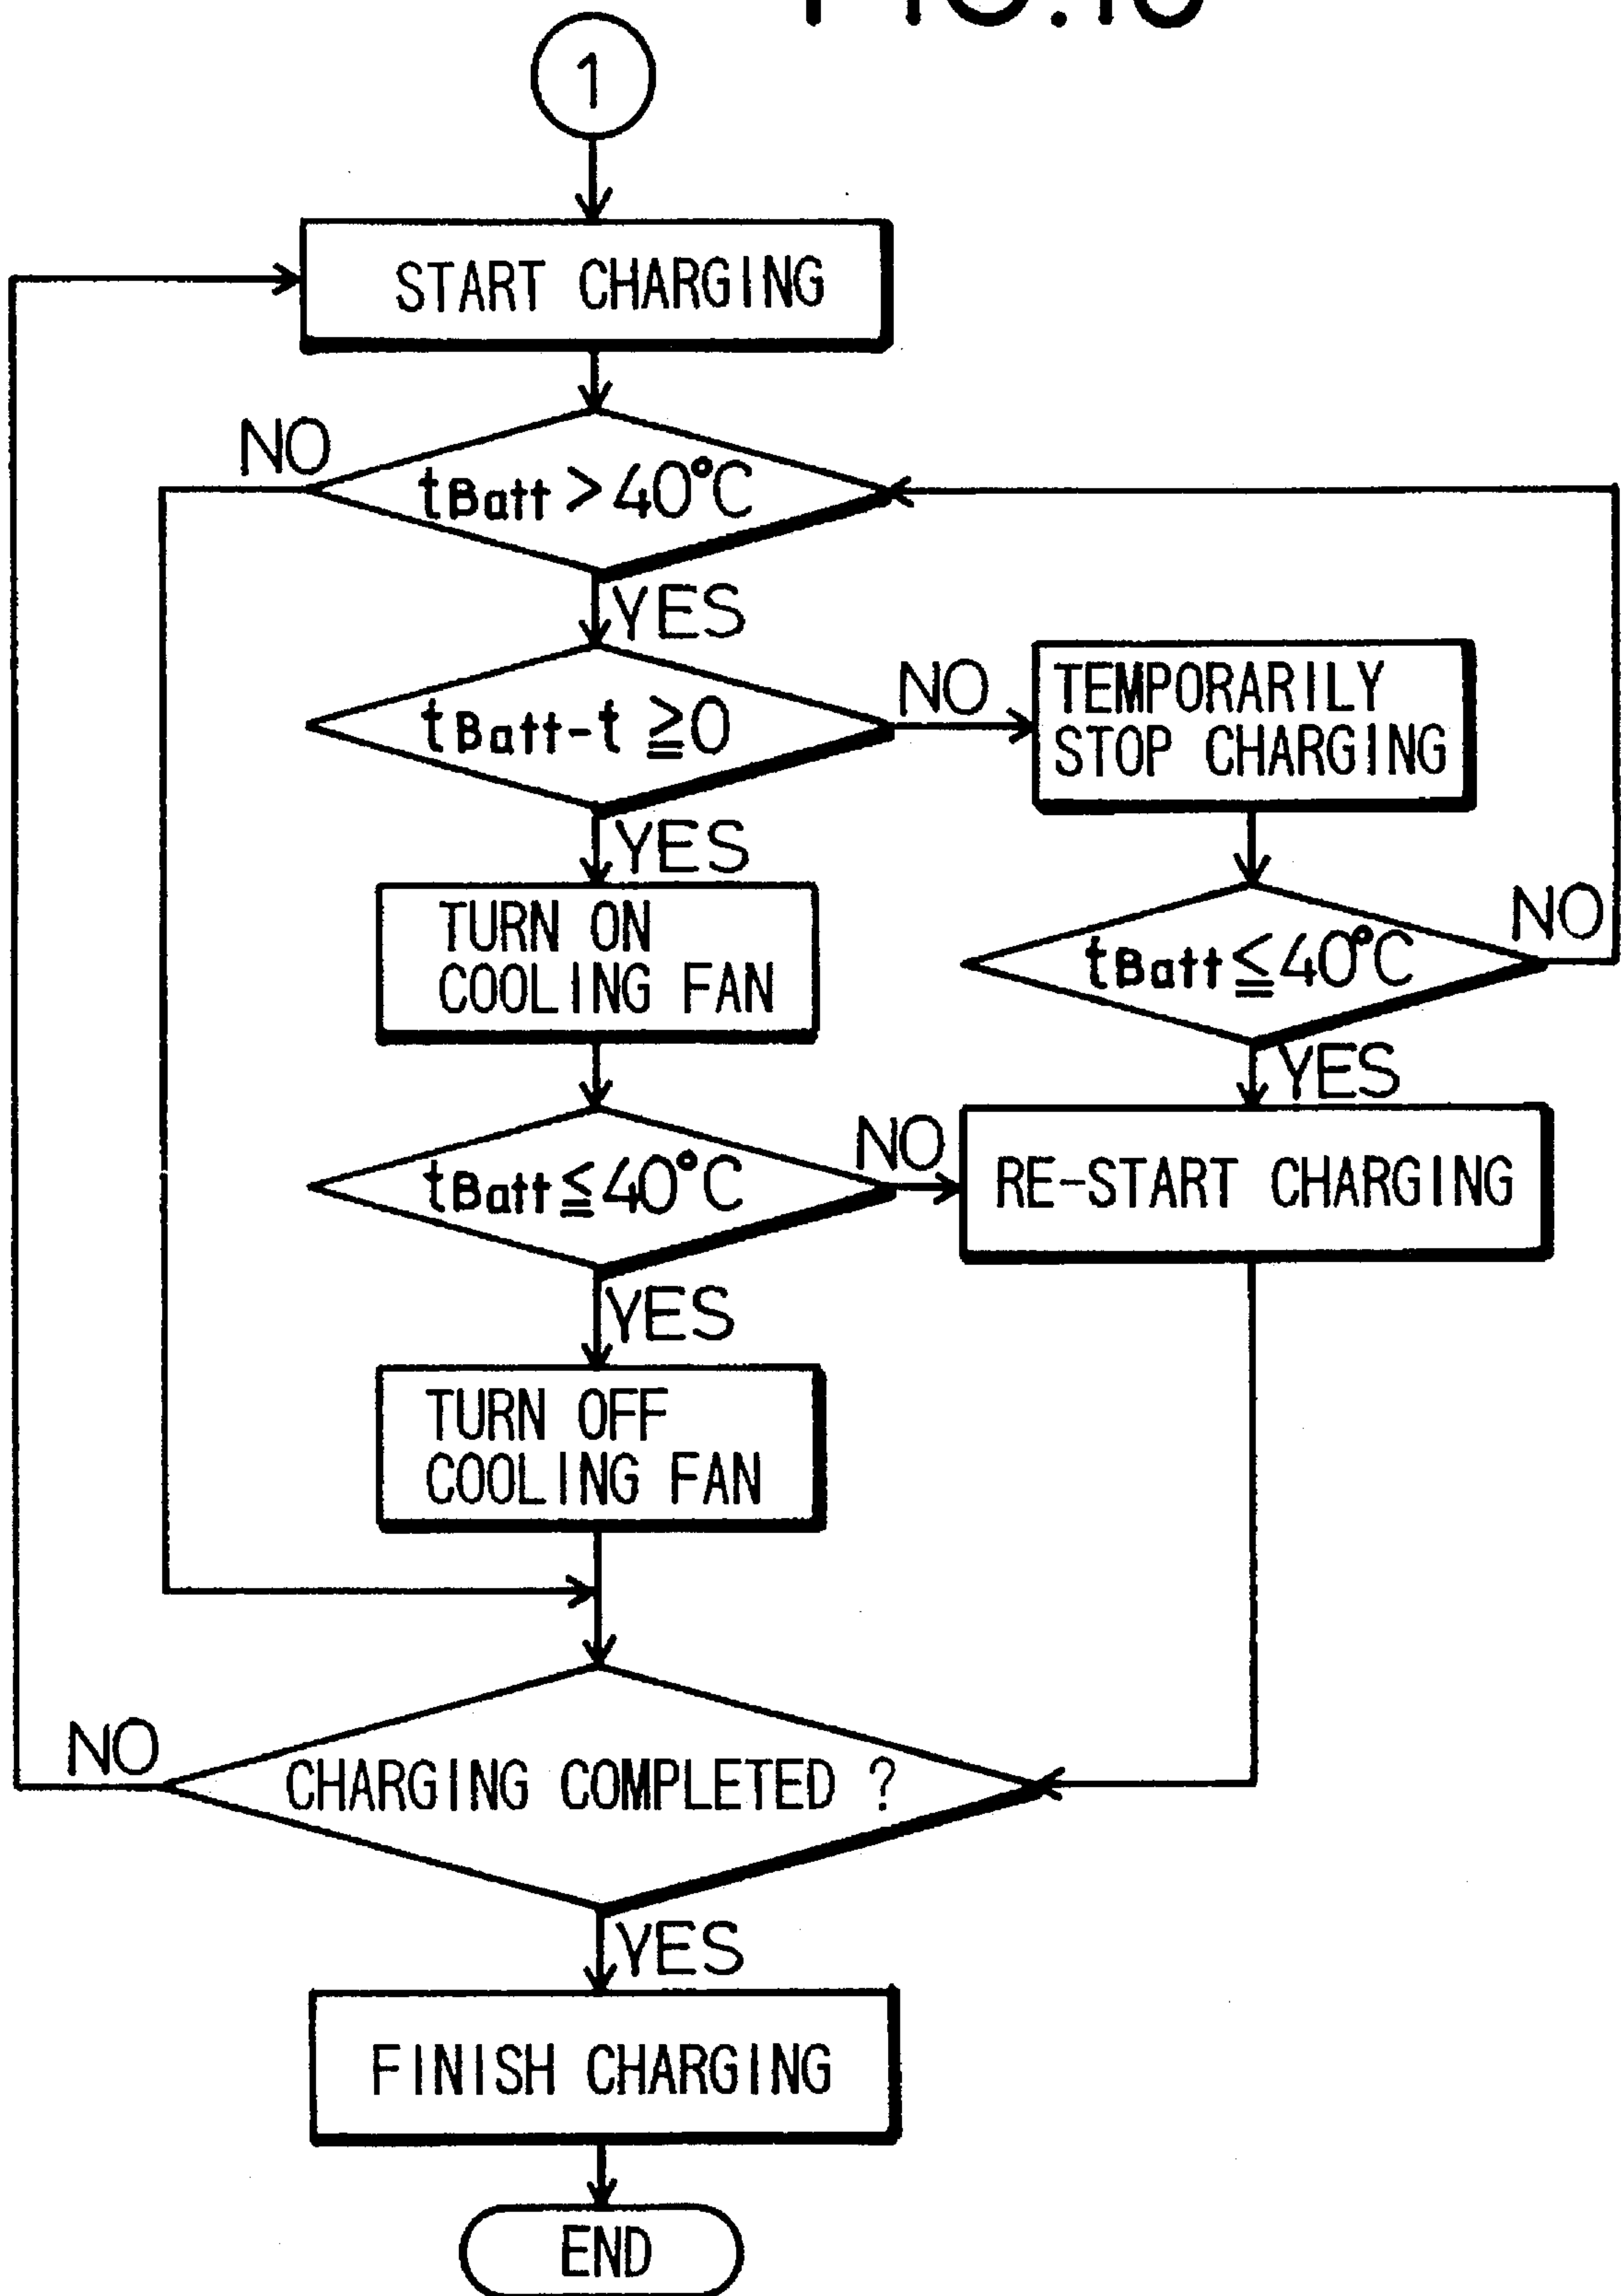 1
START CHARGING
NO
tBatt > 40°C
YES
tBatt-t ≧0
NO
TEMPORARILY
STOP CHARGING
YES
TURN ON
COOLING FAN
tBatt≦40°C
NO
YES
tBatt≦40°C
NO
RE-START CHARGING
YES
TURN OFF
COOLING FAN
NO
CHARGING COMPLETED ?
YES
FINISH CHARGING
END